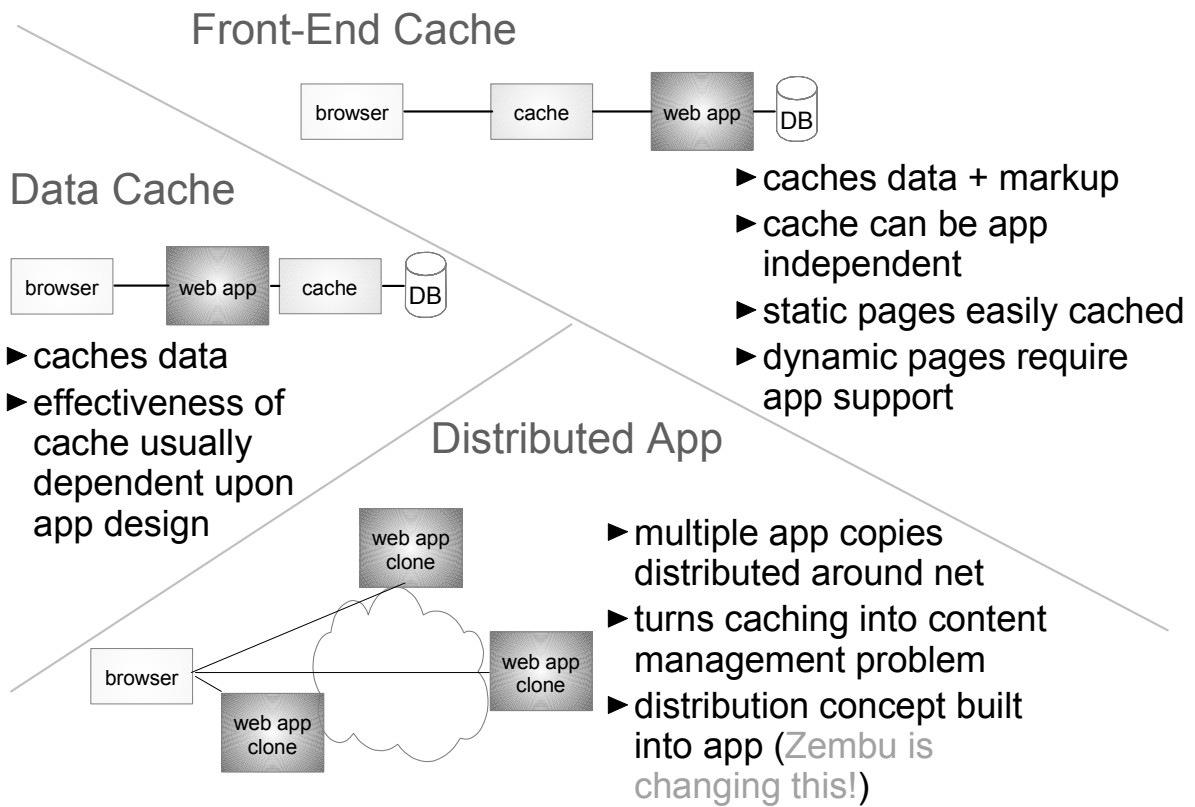 Front-End Cache
browser
cache
web app
DB
► caches data + markup
► cache can be app
independent
► static pages easily cached
► dynamic pages require
app support
Data Cache
browser
web app
cache
DB
► caches data
► effectiveness of
cache usually
dependent upon
app design
Distributed App
web app
clone
browser
web app
clone
web app
clone
► multiple app copies
distributed around net
► turns caching into content
management problem
► distribution concept built
into app (Zembu is
changing this!)